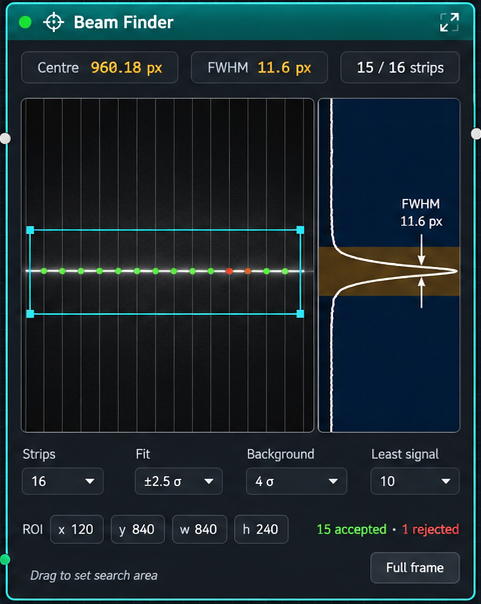 Beam Finder
Centre 960.18 px FWHM 11.6 px 15 / 16 strips
FWHM
11.6 px
Strips Fit Background Least signal
16 ±2.5 σ 4 σ 10
ROI x 120 y 840 w 840 h 240 15 accepted • 1 rejected
Drag to set search area Full frame